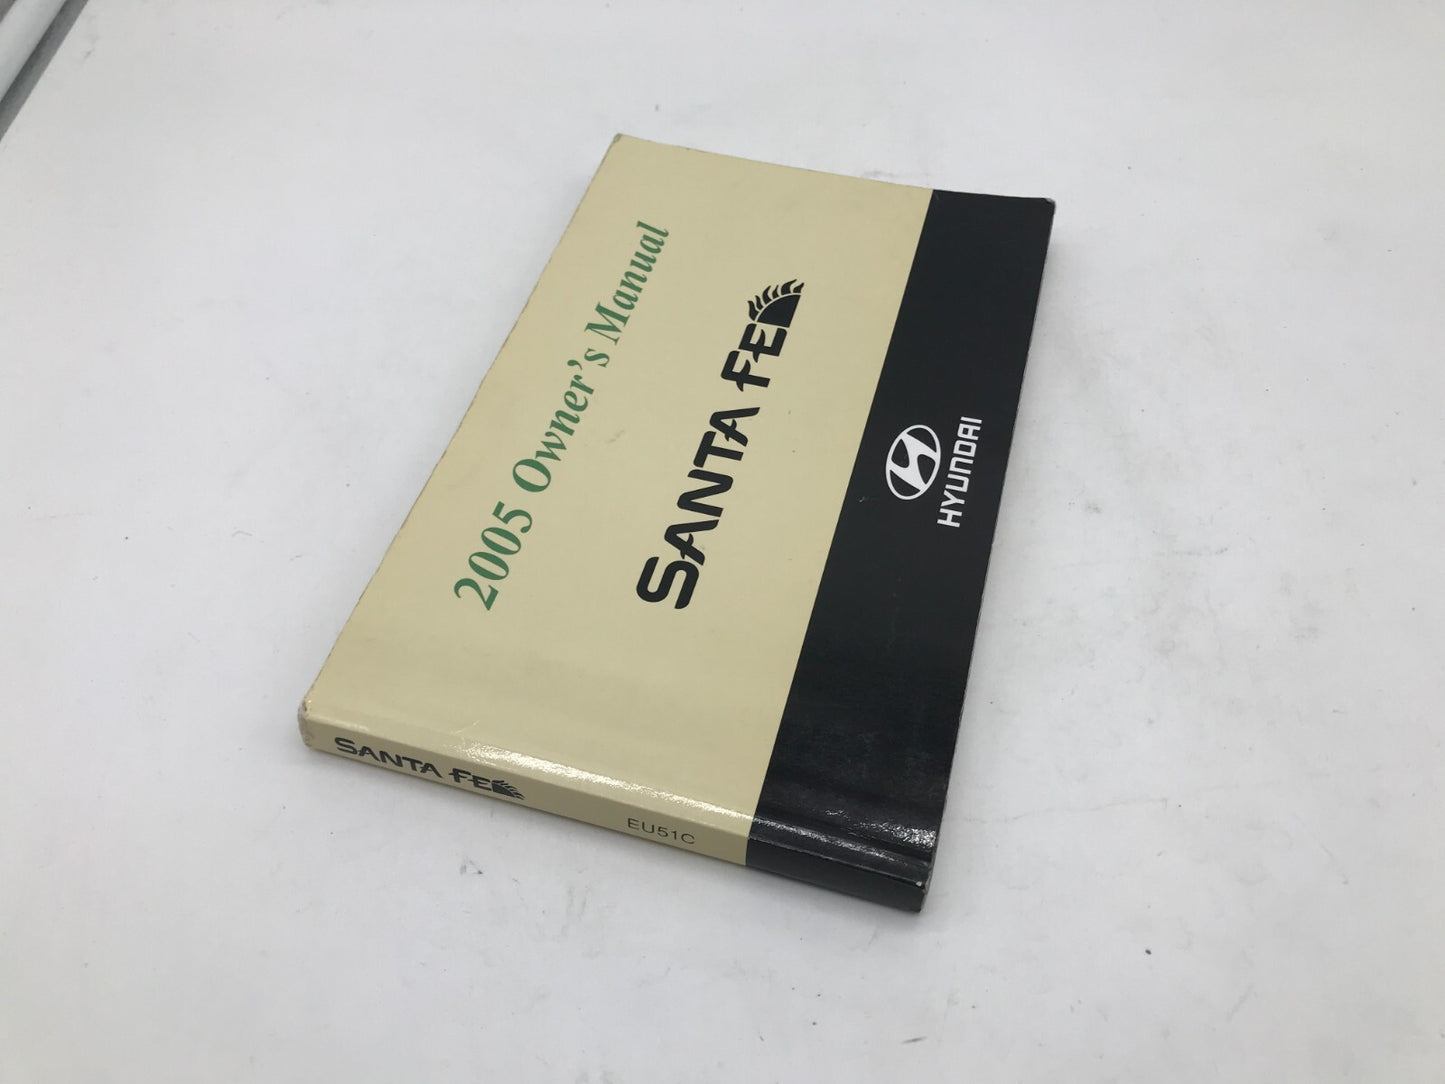 2005 Owner's Manual
SANTA FE
HYUNDAI
SANTA FE
EU51C